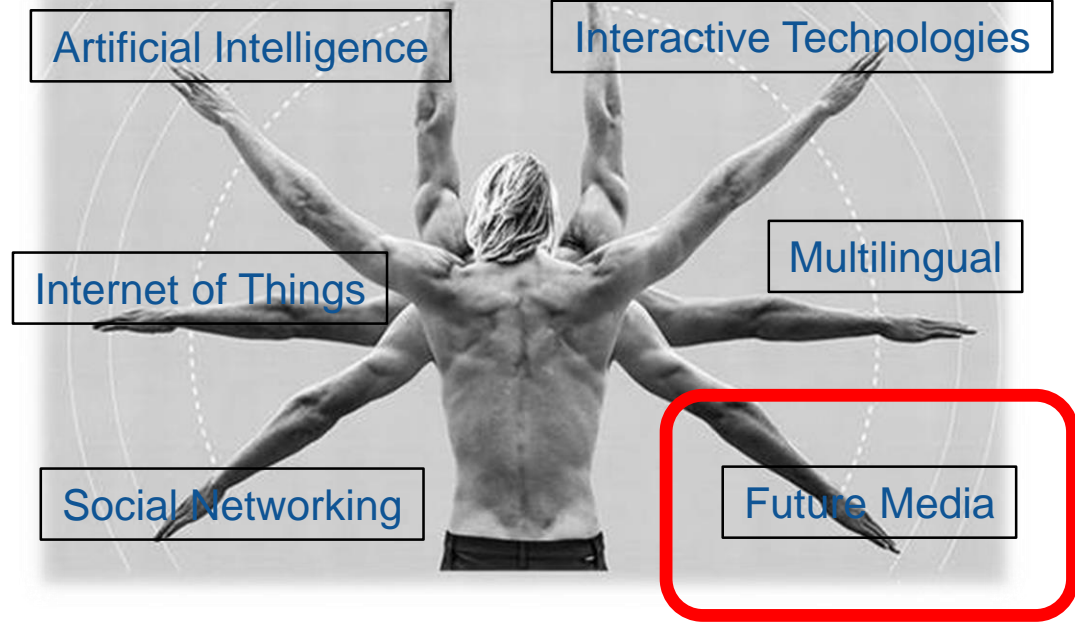 Artificial Intelligence
Interactive Technologies
Internet of Things
Multilingual
Social Networking
Future Media